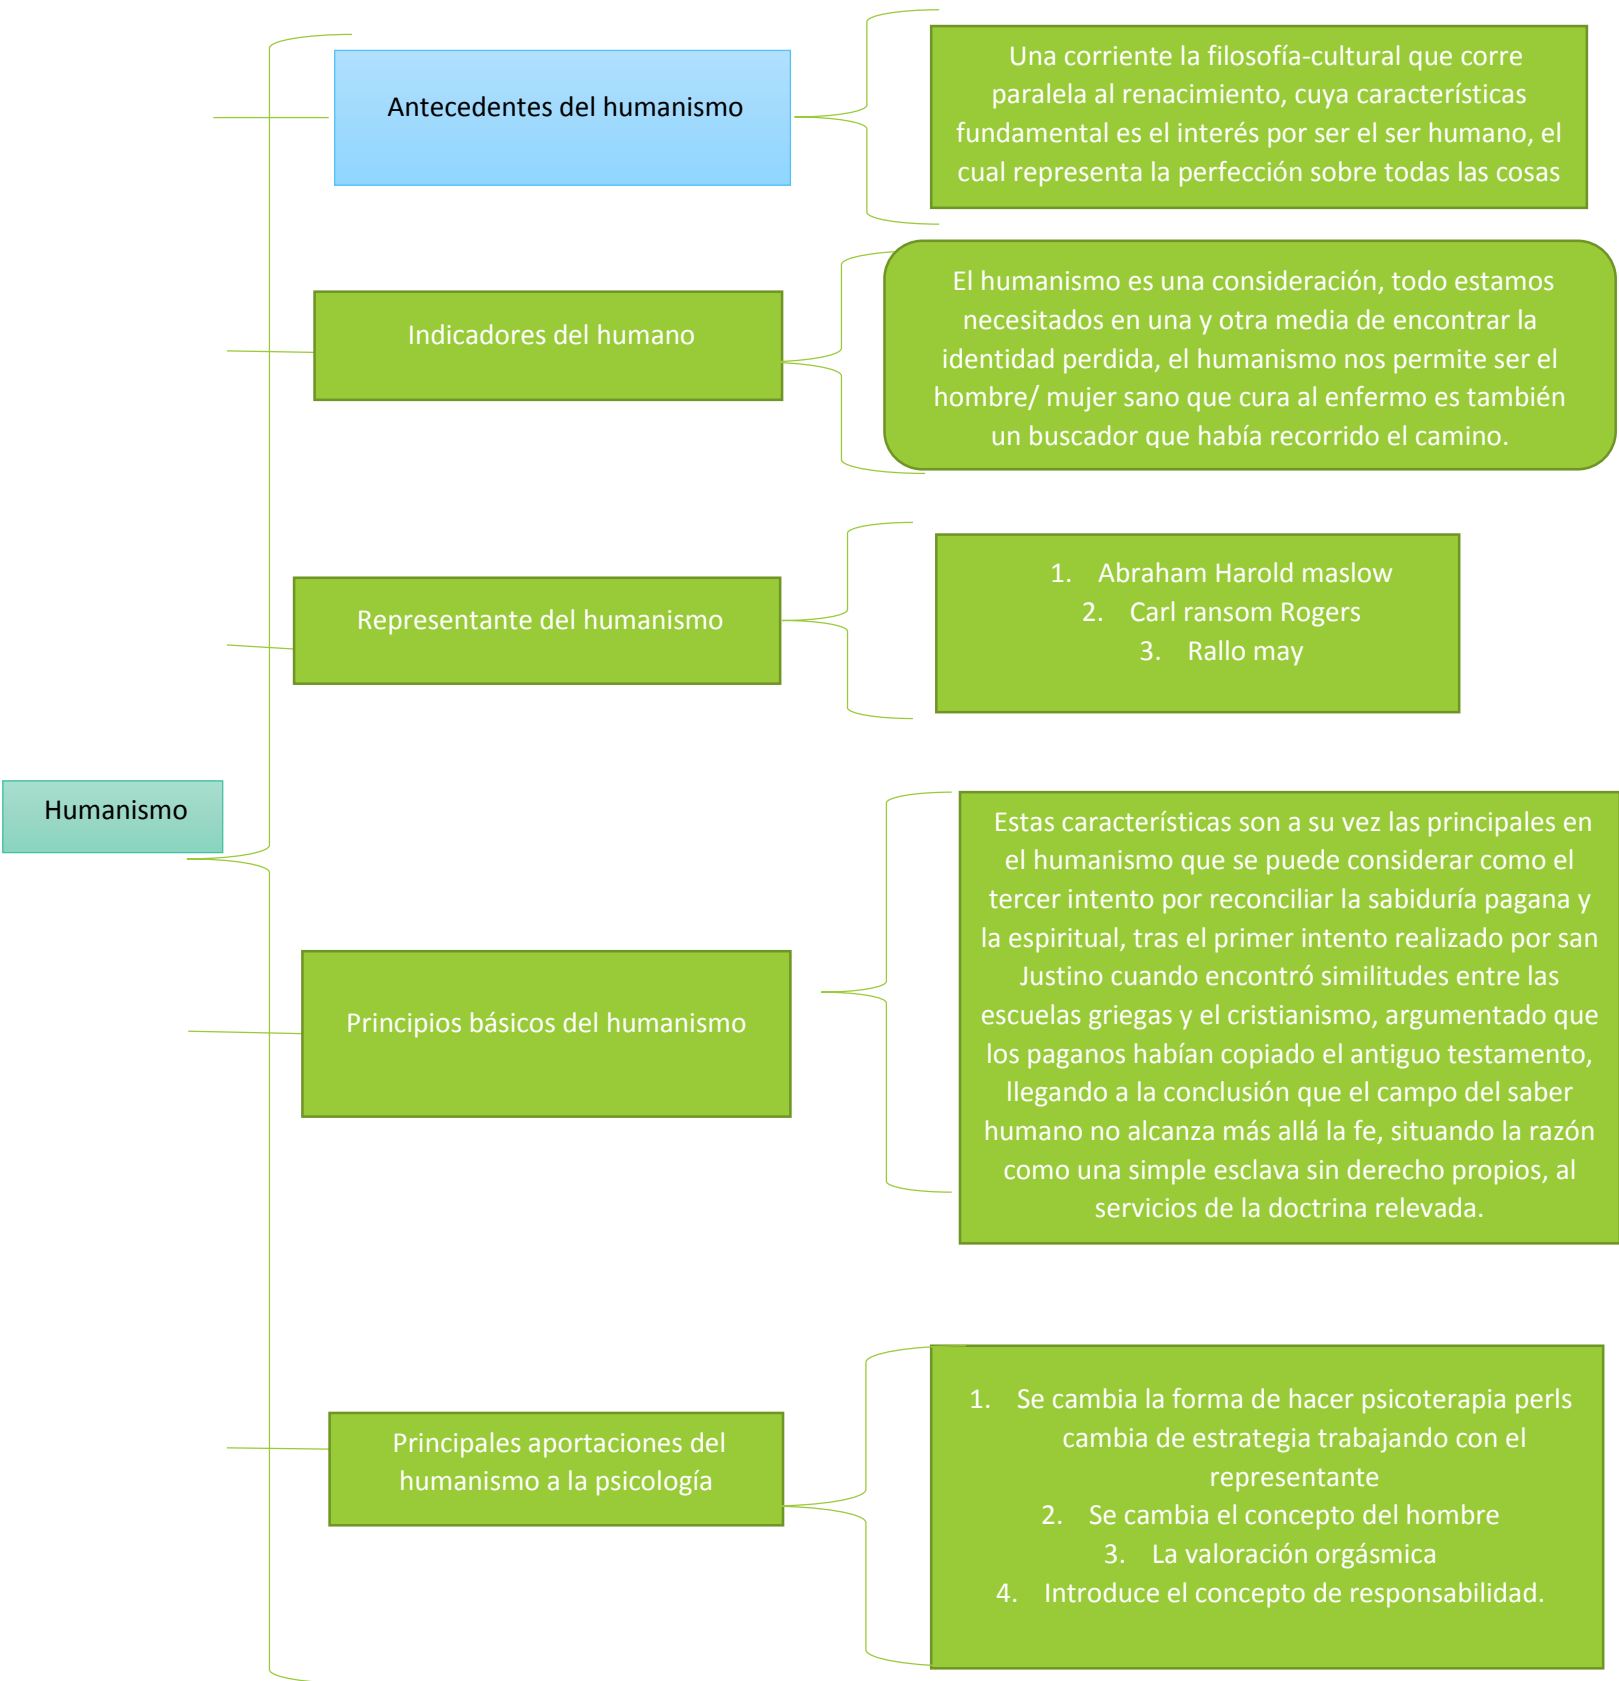 Antecedentes del humanismo
Una corriente la filosofía-cultural que corre
paralela al renacimiento, cuya características
fundamental es el interés por ser el ser humano, el
cual representa la perfección sobre todas las cosas
Indicadores del humano
El humanismo es una consideración, todo estamos
necesitados en una y otra media de encontrar la
identidad perdida, el humanismo nos permite ser el
hombre/ mujer sano que cura al enfermo es también
un buscador que había recorrido el camino.
Representante del humanismo
1. Abraham Harold maslow
2. Carl ransom Rogers
3. Rallo may
Humanismo
Principios básicos del humanismo
Estas características son a su vez las principales en
el humanismo que se puede considerar como el
tercer intento por reconciliar la sabiduría pagana y
la espiritual, tras el primer intento realizado por san
Justino cuando encontró similitudes entre las
escuelas griegas y el cristianismo, argumentado que
los paganos habían copiado el antiguo testamento,
llegando a la conclusión que el campo del saber
humano no alcanza más allá la fe, situando la razón
como una simple esclava sin derecho propios, al
servicios de la doctrina relevada.
Principales aportaciones del
humanismo a la psicología
1. Se cambia la forma de hacer psicoterapia perls
cambia de estrategia trabajando con el
representante
2. Se cambia el concepto del hombre
3. La valoración orgásmica
4. Introduce el concepto de responsabilidad.